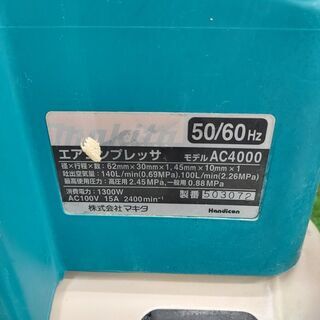 makita
50/60Hz
エアコンプレッサ モデル AC4000
径×行程×数：62mm×30mm×1,45mm×10mm×1
吐出空気量：140L/min(0.69MPa),100L/min(2.26MPa)
最高使用圧力：高圧用 2.45MPa,一般用 0.88MPa
消費電力：1300W
AC100V 15A 2400min⁻¹ 製番 503072
株式会社 マキタ Handicon